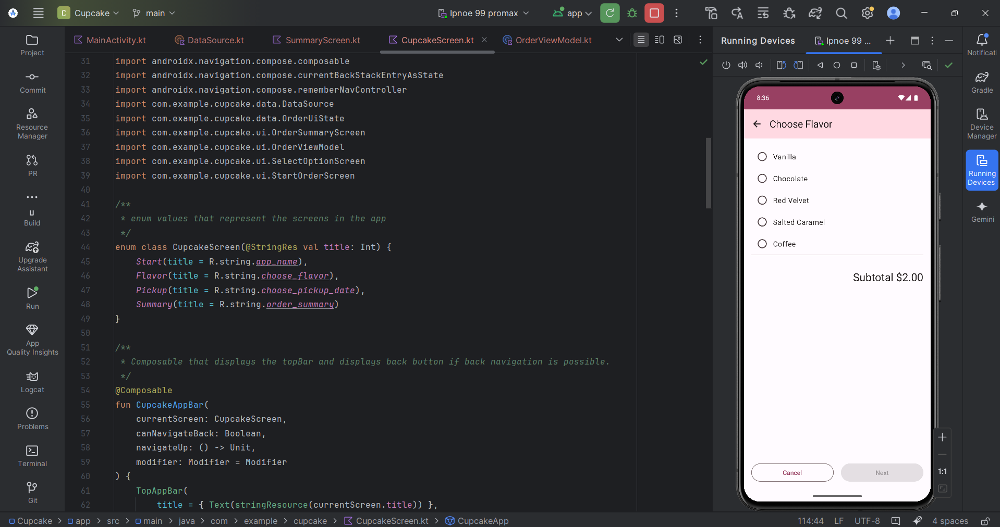 C Cupcake main Ipnoe 99 promax app
MainActivity.kt DataSource.kt SummaryScreen.kt CupcakeScreen.kt OrderViewModel.kt
Running Devices Ipnoe 99 ...
Project
Commit
Resource
Manager
PR
Build
Upgrade
Assistant
Run
App
Quality Insights
Logcat
Problems
Terminal
Git
31 import androidx.navigation.compose.composable
32 import androidx.navigation.compose.currentBackStackEntryAsState
33 import androidx.navigation.compose.rememberNavController
34 import com.example.cupcake.data.DataSource
35 import com.example.cupcake.data.OrderUiState
36 import com.example.cupcake.ui.OrderSummaryScreen
37 import com.example.cupcake.ui.OrderViewModel
38 import com.example.cupcake.ui.SelectOptionScreen
39 import com.example.cupcake.ui.StartOrderScreen
40
41 /**
42 * enum values that represent the screens in the app
43 */
44 enum class CupcakeScreen(@StringRes val title: Int) {
45 Start(title = R.string.app_name),
46 Flavor(title = R.string.choose_flavor),
47 Pickup(title = R.string.choose_pickup_date),
48 Summary(title = R.string.order_summary)
49 }
50
51 /**
52 * Composable that displays the topBar and displays back button if back navigation is possible.
53 */
54 @Composable
55 fun CupcakeAppBar(
56 currentScreen: CupcakeScreen,
57 canNavigateBack: Boolean,
58 navigateUp: () -> Unit,
59 modifier: Modifier = Modifier
60 ) {
61 TopAppBar(
62 title = { Text(stringResource(currentScreen.title)) },
8:36
Choose Flavor
Vanilla
Chocolate
Red Velvet
Salted Caramel
Coffee
Subtotal $2.00
Cancel Next
1:1
Notificati
Gradle
Device
Manager
Running
Devices
Gemini
Cupcake > app > src > main > java > com > example > cupcake > CupcakeScreen.kt > CupcakeApp
114:44 LF UTF-8 4 spaces